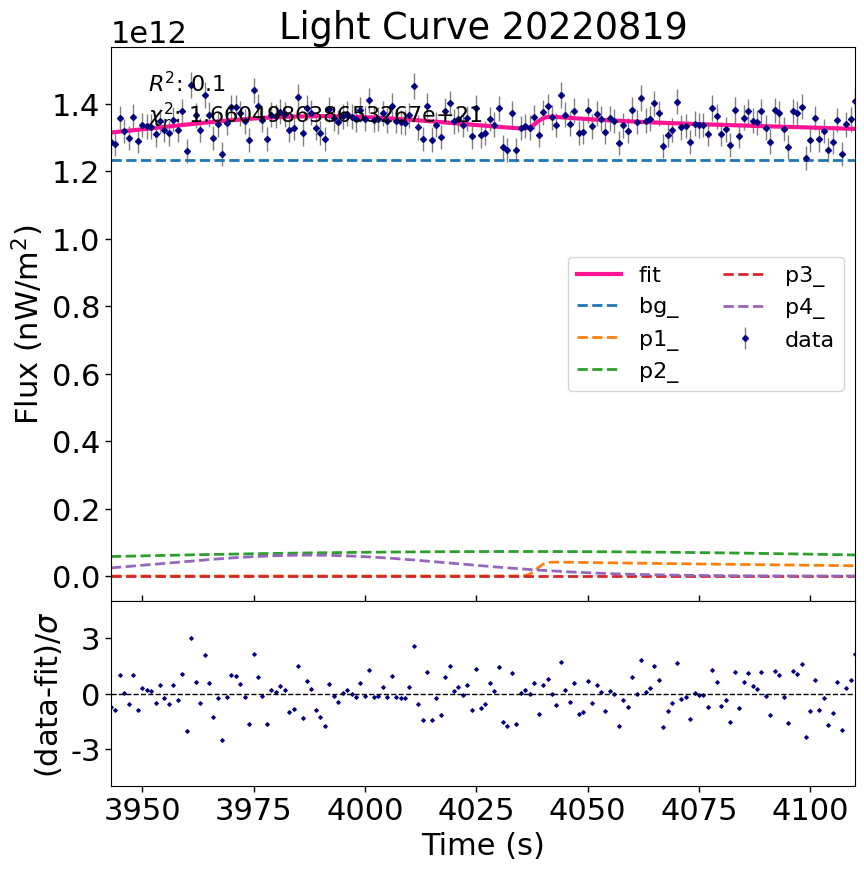 Light Curve 20220819
1e12
R²: 0.1
χ²: 1.660498638653267e+21
Flux (nW/m²)
1.4
1.2
1.0
0.8
0.6
0.4
0.2
0.0
fit
bg_
p1_
p2_
p3_
p4_
data
(data-fit)/σ
3
0
-3
3950 3975 4000 4025 4050 4075 4100
Time (s)